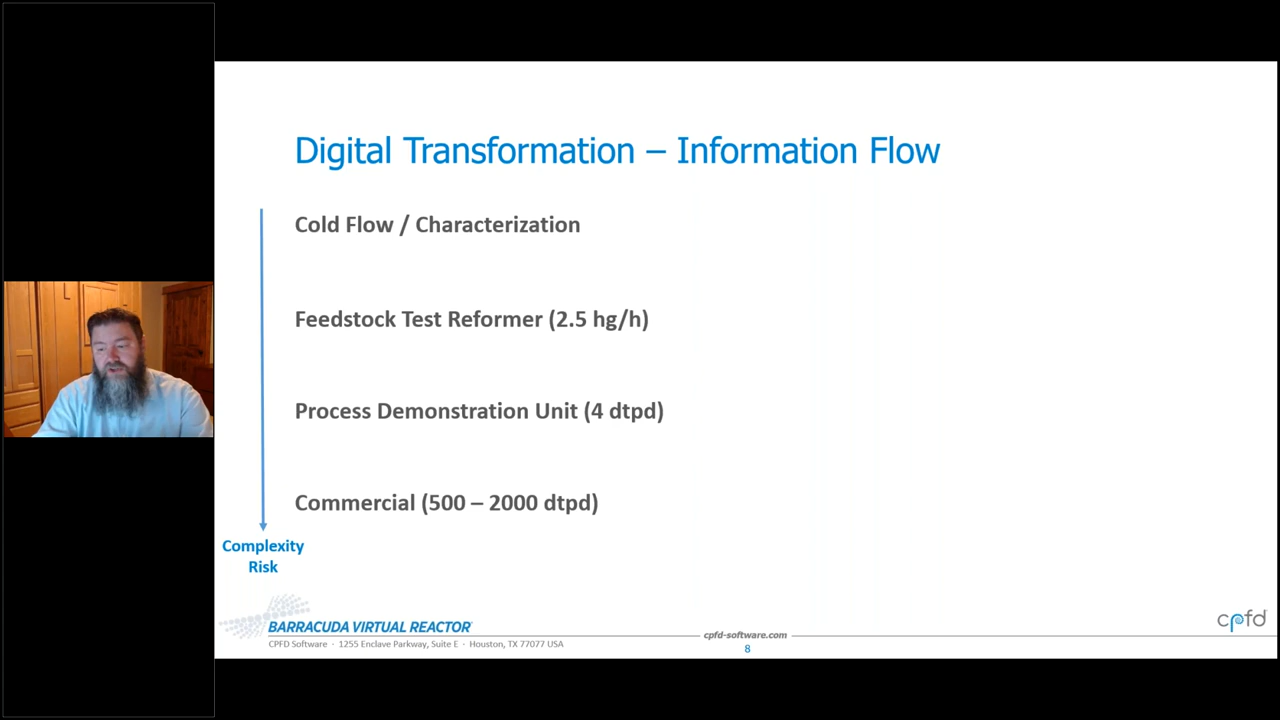 Digital Transformation – Information Flow
Cold Flow / Characterization
Feedstock Test Reformer (2.5 hg/h)
Process Demonstration Unit (4 dtpd)
Commercial (500 – 2000 dtpd)
Complexity
Risk
BARRACUDA VIRTUAL REACTOR
CPFD Software · 1255 Enclave Parkway, Suite E · Houston, TX 77077 USA
cpfd-software.com
8
cpfd